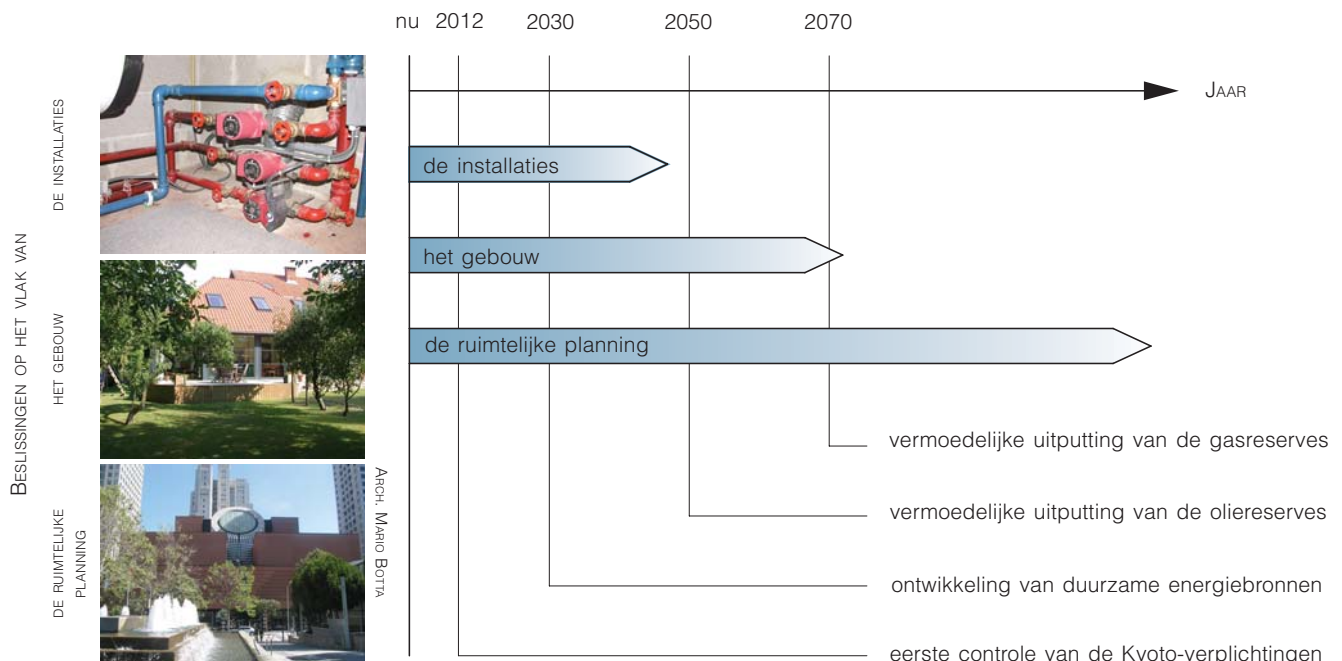 nu 2012 2030 2050 2070
JAAR
BESLISSINGEN OP HET VLAK VAN
DE INSTALLATIES
HET GEBOUW
DE RUIMTELIJKE
PLANNING
ARCH. MARIO BOTTA
de installaties
het gebouw
de ruimtelijke planning
vermoedelijke uitputting van de gasreserves
vermoedelijke uitputting van de oliereserves
ontwikkeling van duurzame energiebronnen
eerste controle van de Kyoto-verplichtingen